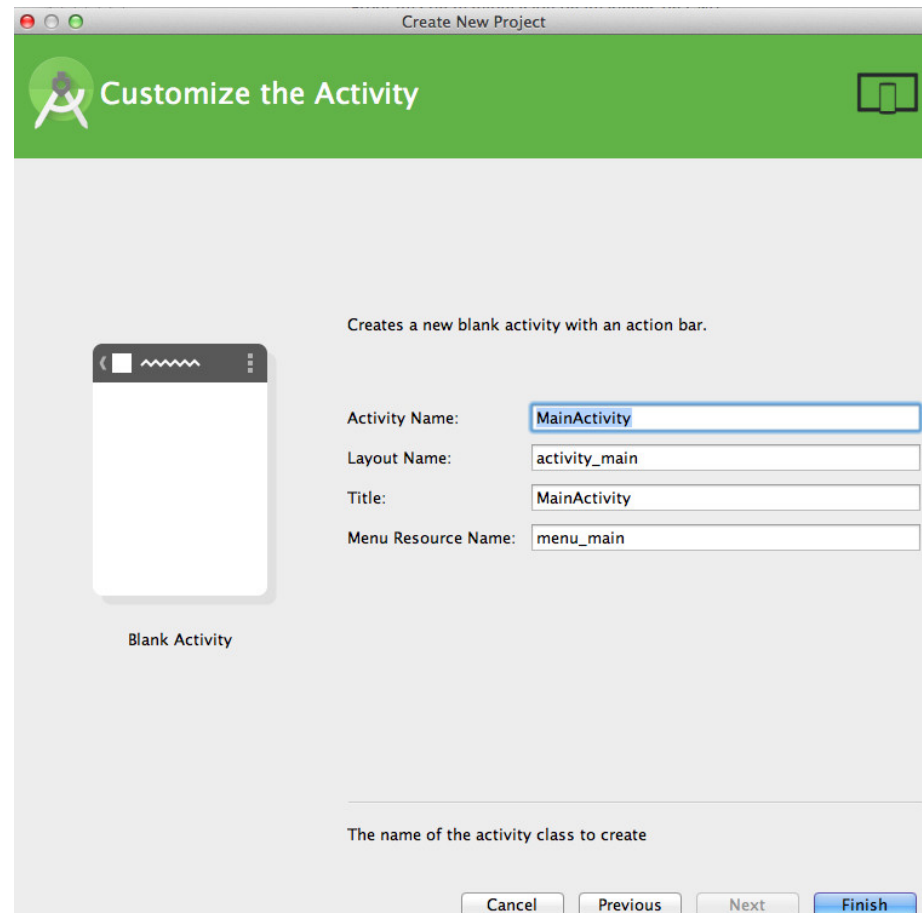 Create New Project
Customize the Activity
Creates a new blank activity with an action bar.
Activity Name: MainActivity
Layout Name: activity_main
Title: MainActivity
Menu Resource Name: menu_main
Blank Activity
The name of the activity class to create
Cancel Previous Next Finish